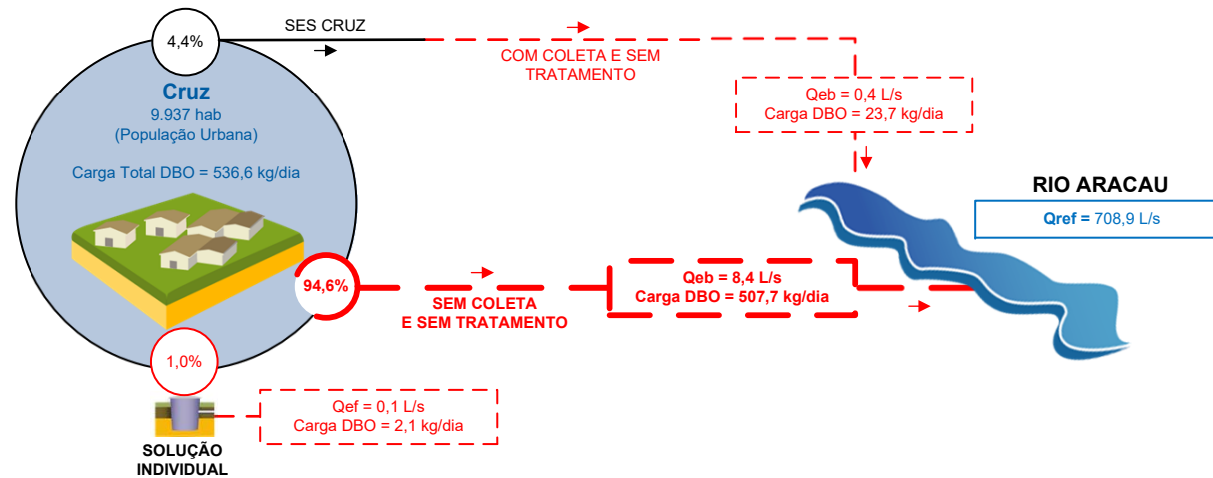 SES CRUZ
4,4%
COM COLETA E SEM
TRATAMENTO
Cruz
9.937 hab
(População Urbana)
Carga Total DBO = 536,6 kg/dia
Qeb = 0,4 L/s
Carga DBO = 23,7 kg/dia
RIO ARACAU
Qref = 708,9 L/s
94,6%
SEM COLETA
E SEM TRATAMENTO
Qeb = 8,4 L/s
Carga DBO = 507,7 kg/dia
1,0%
Qef = 0,1 L/s
Carga DBO = 2,1 kg/dia
SOLUÇÃO
INDIVIDUAL